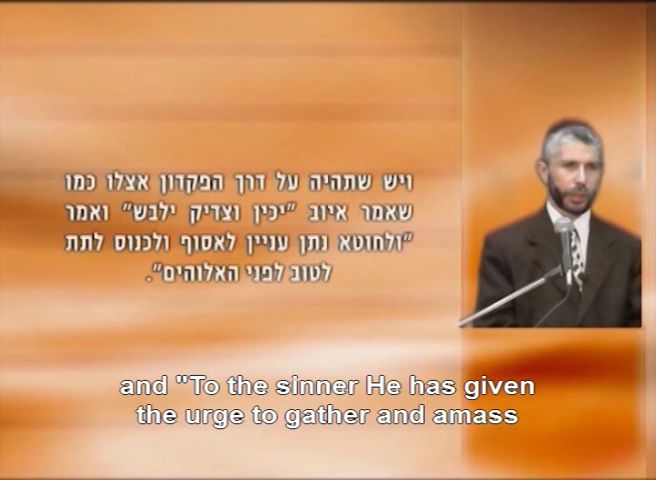 ויש שתהיה על דרך הפקדון אצלו כמו
שאמר איוב "יכין וצדיק ילבש" ואמר
"ולחוטא נתן עניין לאסוף ולכנוס לתת
לטוב לפני האלוהים".
and "To the sinner He has given
the urge to gather and amass